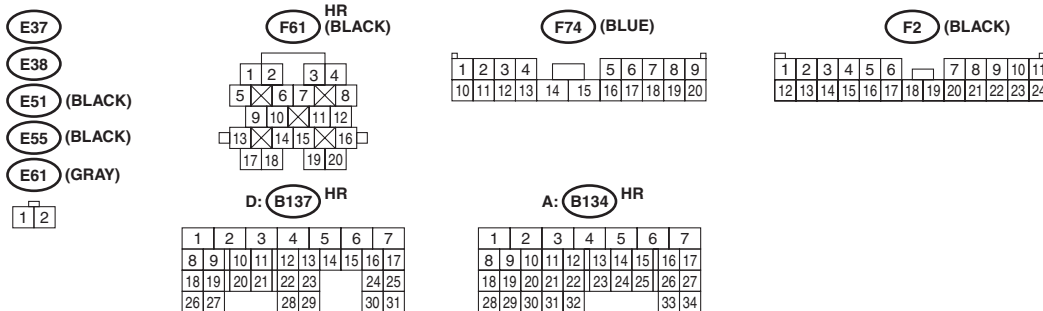 E37
E38
E51 (BLACK)
E55 (BLACK)
E61 (GRAY)
1 2
F61 HR (BLACK)
1 2 3 4
5 6 7 8
9 10 11 12
13 14 15 16
17 18 19 20
F74 (BLUE)
1 2 3 4 5 6 7 8 9
10 11 12 13 14 15 16 17 18 19 20
F2 (BLACK)
1 2 3 4 5 6 7 8 9 10 11
12 13 14 15 16 17 18 19 20 21 22 23 24
D: B137 HR
1 2 3 4 5 6 7
8 9 10 11 12 13 14 15 16 17
18 19 20 21 22 23 24 25
26 27 28 29 30 31
A: B134 HR
1 2 3 4 5 6 7
8 9 10 11 12 13 14 15 16 17
18 19 20 21 22 23 24 25 26 27
28 29 30 31 32 33 34